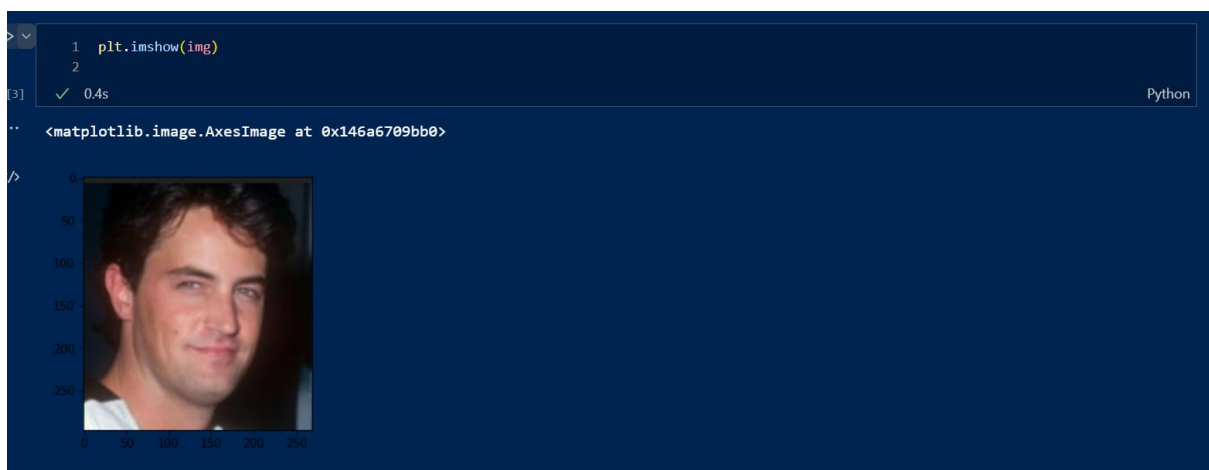 1 plt.imshow(img)
2
[3] ✓ 0.4s Python
<matplotlib.image.AxesImage at 0x146a6709bb0>
0
50
100
150
200
250
0 50 100 150 200 250